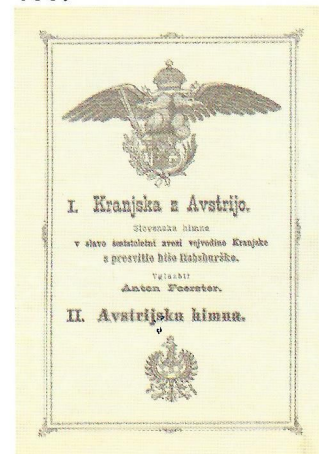 I. Kranjska z Avstrijo.
Slovenska himna
v slavo šeststoletni zvezi vojvodine Kranjske
s presvitlo hišo Habsburško.
Vglasbil
Anton Foerster.
II. Avstrijska himna.